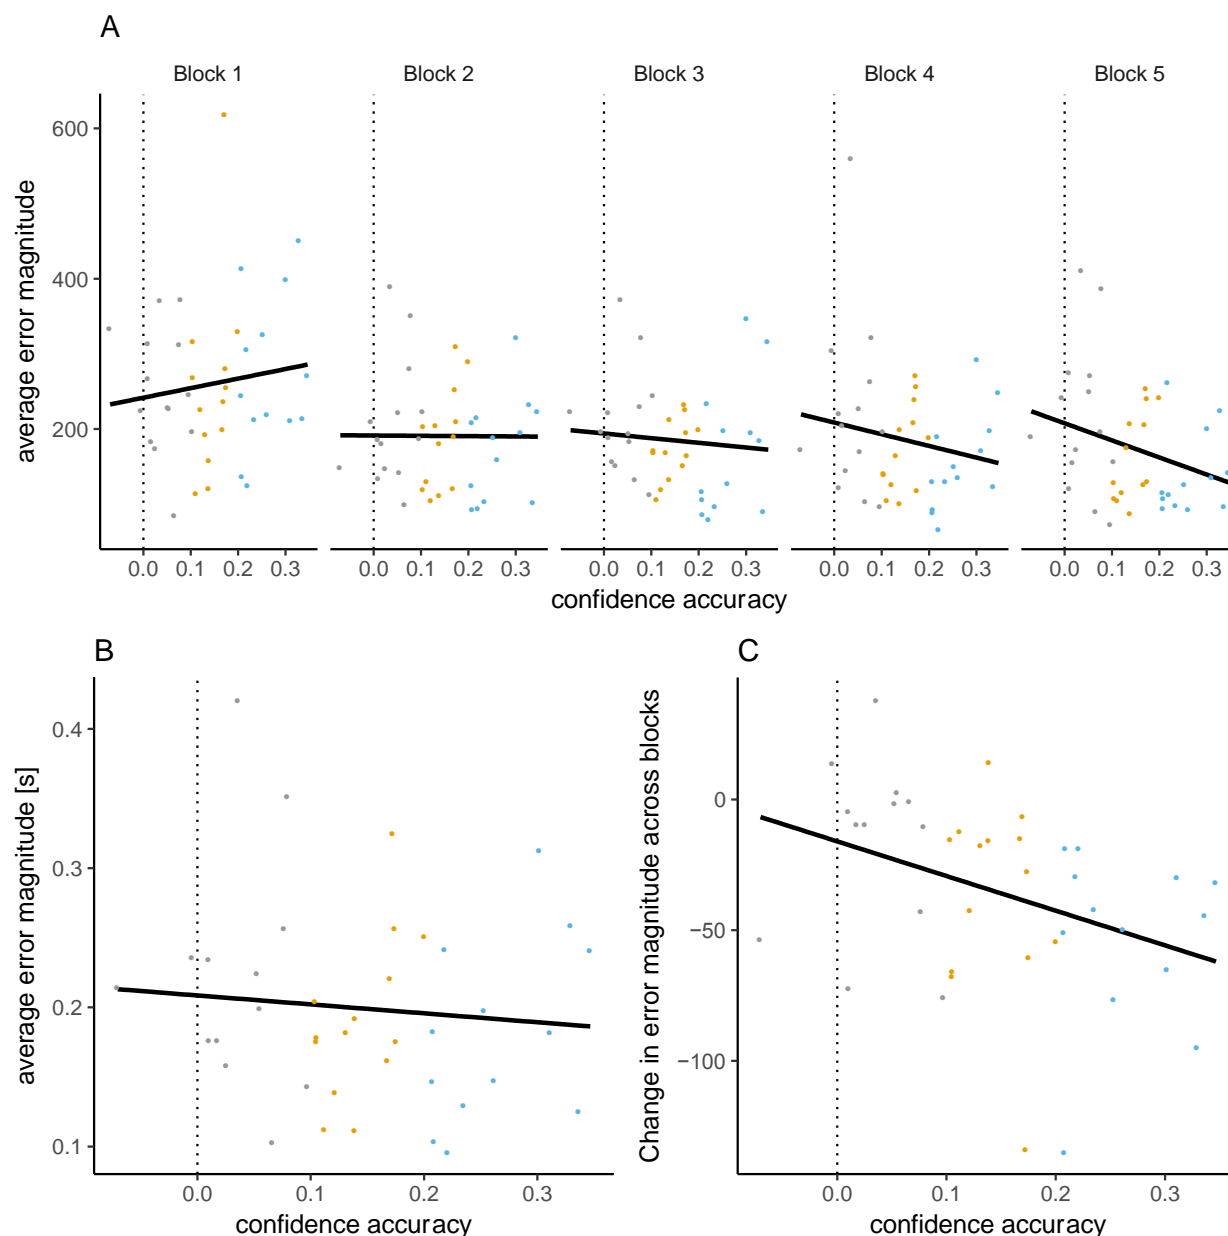 A
Block 1 Block 2 Block 3 Block 4 Block 5
average error magnitude
600
400
200
0.0 0.1 0.2 0.3 0.0 0.1 0.2 0.3 0.0 0.1 0.2 0.3 0.0 0.1 0.2 0.3 0.0 0.1 0.2 0.3
confidence accuracy
B
average error magnitude [s]
0.4
0.3
0.2
0.1
0.0 0.1 0.2 0.3
confidence accuracy
C
Change in error magnitude across blocks
0
−50
−100
0.0 0.1 0.2 0.3
confidence accuracy